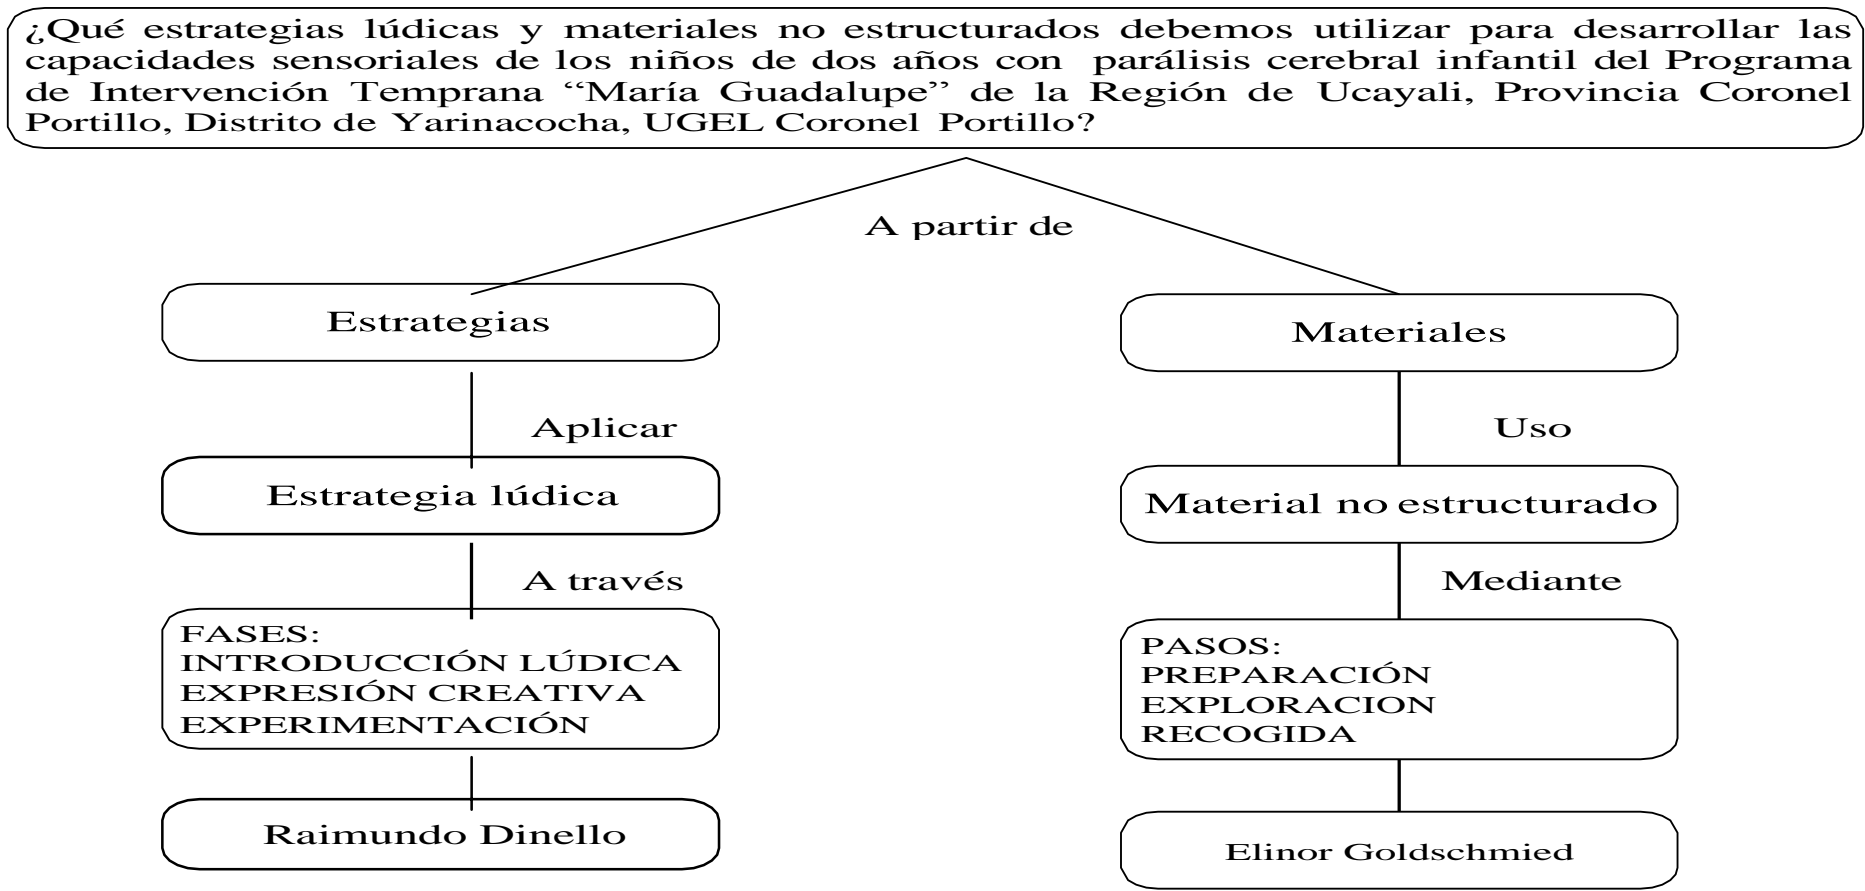 ¿Qué estrategias lúdicas y materiales no estructurados debemos utilizar para desarrollar las
capacidades sensoriales de los niños de dos años con parálisis cerebral infantil del Programa
de Intervención Temprana “María Guadalupe” de la Región de Ucayali, Provincia Coronel
Portillo, Distrito de Yarinacocha, UGEL Coronel Portillo?
A partir de
Estrategias
Materiales
Aplicar
Uso
Estrategia lúdica
Material no estructurado
A través
Mediante
FASES:
INTRODUCCIÓN LÚDICA
EXPRESIÓN CREATIVA
EXPERIMENTACIÓN
PASOS:
PREPARACIÓN
EXPLORACION
RECOGIDA
Raimundo Dinello
Elinor Goldschmied